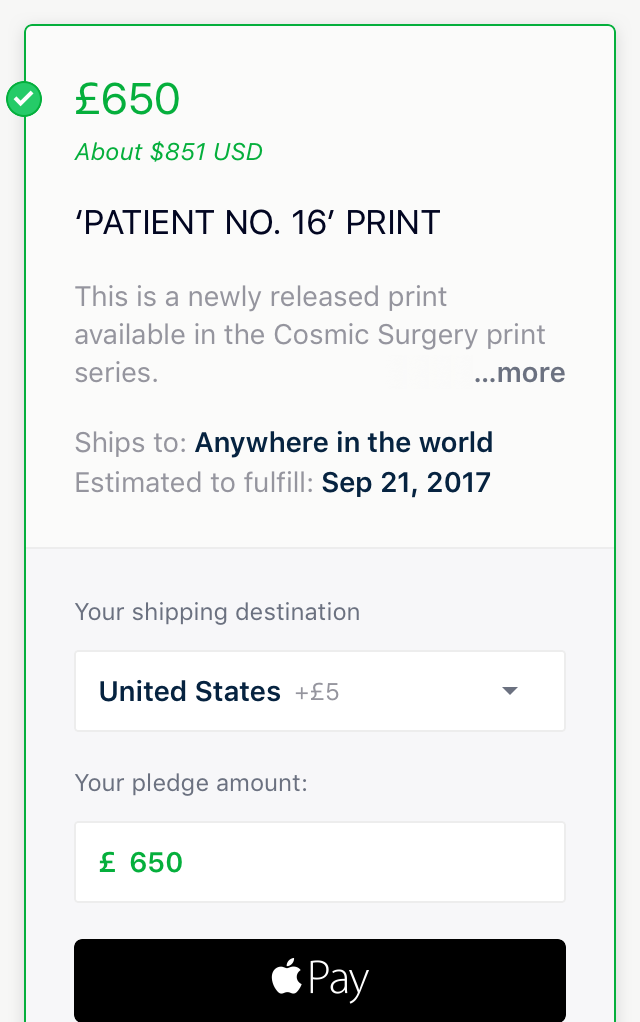 £650
About $851 USD
‘PATIENT NO. 16’ PRINT
This is a newly released print
available in the Cosmic Surgery print
series. ...more
Ships to: Anywhere in the world
Estimated to fulfill: Sep 21, 2017
Your shipping destination
United States +£5
Your pledge amount:
£ 650
Pay